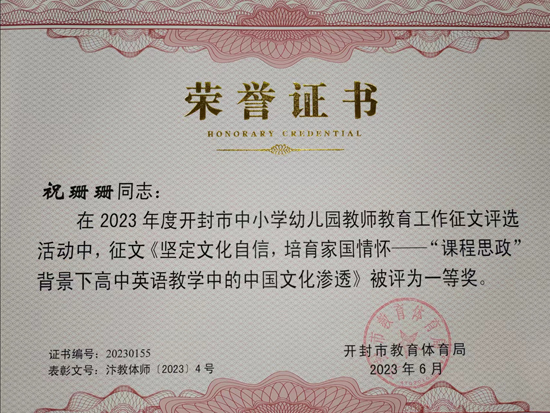 荣誉证书
HONORARY CREDENTIAL
祝珊珊同志：
在 2023 年度开封市中小学幼儿园教师教育工作征文评选
活动中，征文《坚定文化自信，培育家国情怀——“课程思政”
背景下高中英语教学中的中国文化渗透》被评为一等奖。
证书编号：20230155
表彰文号：汴教体师〔2023〕4号
开封市教育体育局
2023 年 6 月